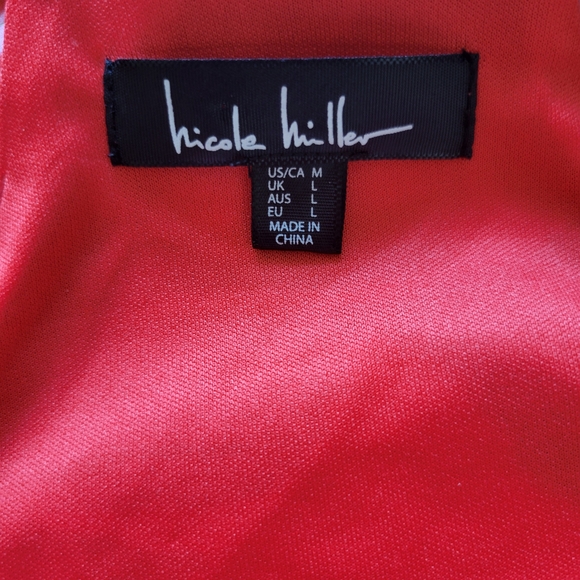 nicole miller
US/CA M
UK L
AUS L
EU L
MADE IN
CHINA